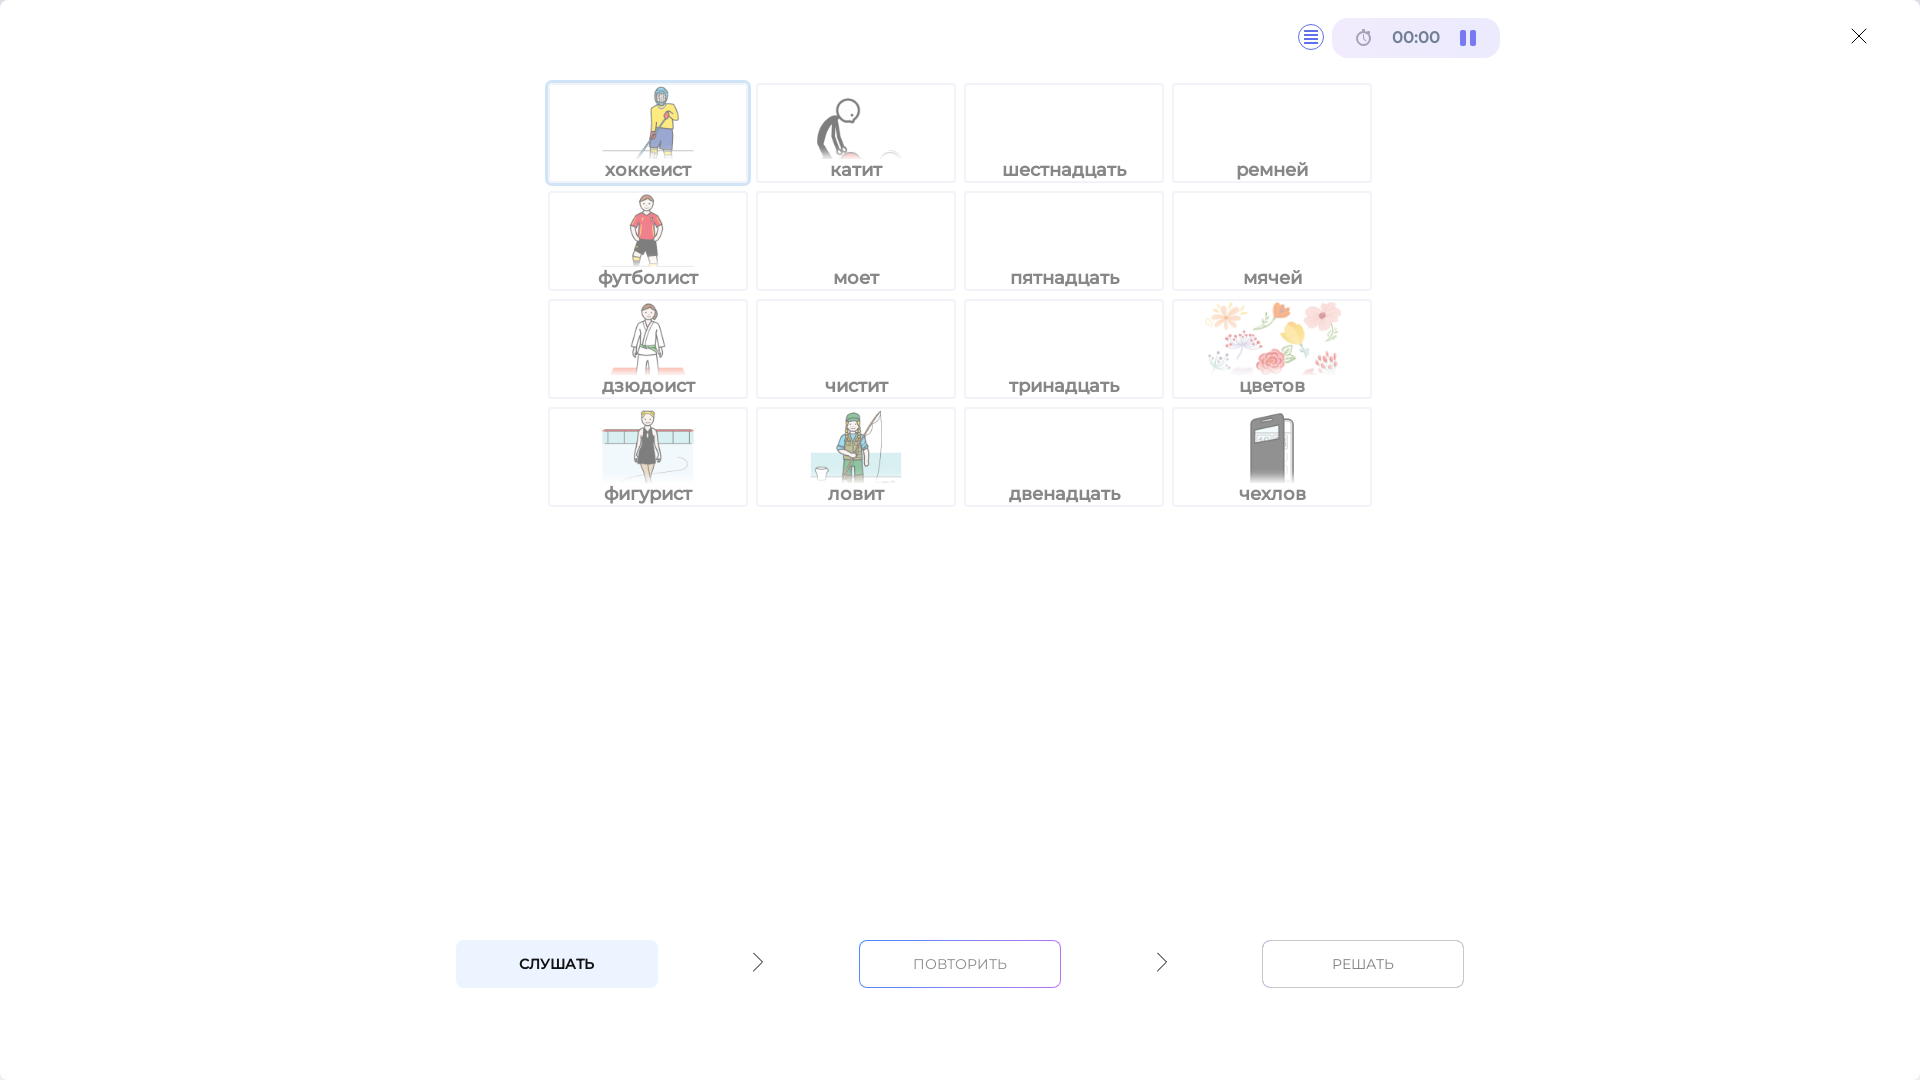 00:00
хоккеист
катит
шестнадцать
ремней
футболист
моет
пятнадцать
мячей
дзюдоист
чистит
тринадцать
цветов
фигурист
ловит
двенадцать
чехлов
СЛУШАТЬ
ПОВТОРИТЬ
РЕШАТЬ